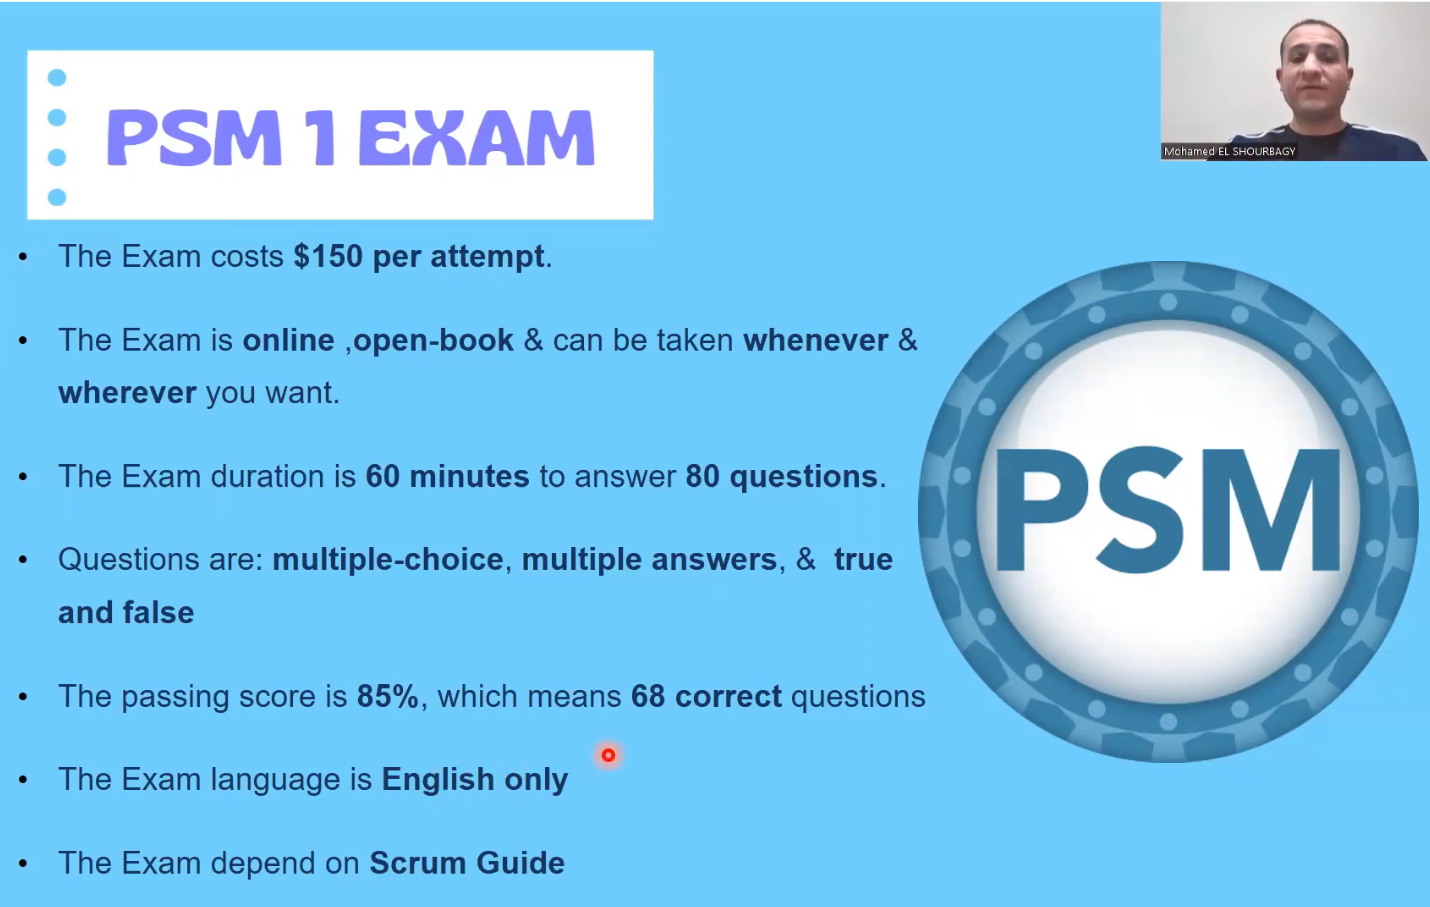 PSM 1 EXAM
Mohamed EL SHOURBAGY
• The Exam costs $150 per attempt.
• The Exam is online ,open-book & can be taken whenever &
wherever you want.
• The Exam duration is 60 minutes to answer 80 questions.
• Questions are: multiple-choice, multiple answers, & true
and false
• The passing score is 85%, which means 68 correct questions
• The Exam language is English only
• The Exam depend on Scrum Guide
PSM